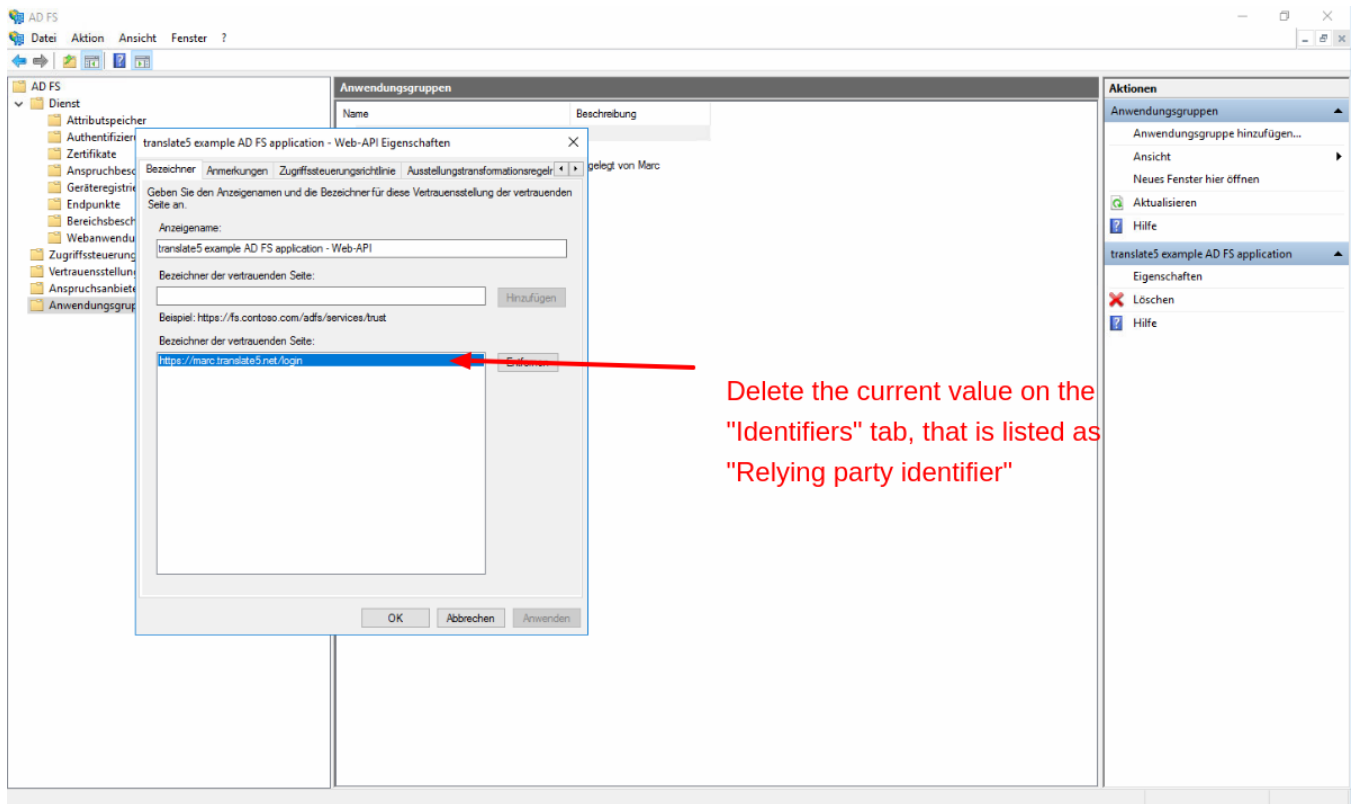 AD FS
Datei Aktion Ansicht Fenster ?
AD FS
Dienst
Attributspeicher
Zertifikate
Endpunkte
Anwendungsgruppen
Name Beschreibung
gelegt von Marc
translate5 example AD FS application - Web-API Eigenschaften
Bezeichner Anmerkungen Zugriffssteuerungsrichtlinie Ausstellungstransformationsregelr
Geben Sie den Anzeigenamen und die Bezeichner für diese Vertrauensstellung der vertrauenden
Seite an.
Anzeigename:
translate5 example AD FS application - Web-API
Bezeichner der vertrauenden Seite:
Hinzufügen
Beispiel: https://fs.contoso.com/adfs/services/trust
Bezeichner der vertrauenden Seite:
https://marc.translate5.net/login
Entfernen
OK Abbrechen Anwenden
Delete the current value on the
"Identifiers" tab, that is listed as
"Relying party identifier"
Aktionen
Anwendungsgruppen
Anwendungsgruppe hinzufügen...
Ansicht
Neues Fenster hier öffnen
Aktualisieren
Hilfe
translate5 example AD FS application
Eigenschaften
Löschen
Hilfe